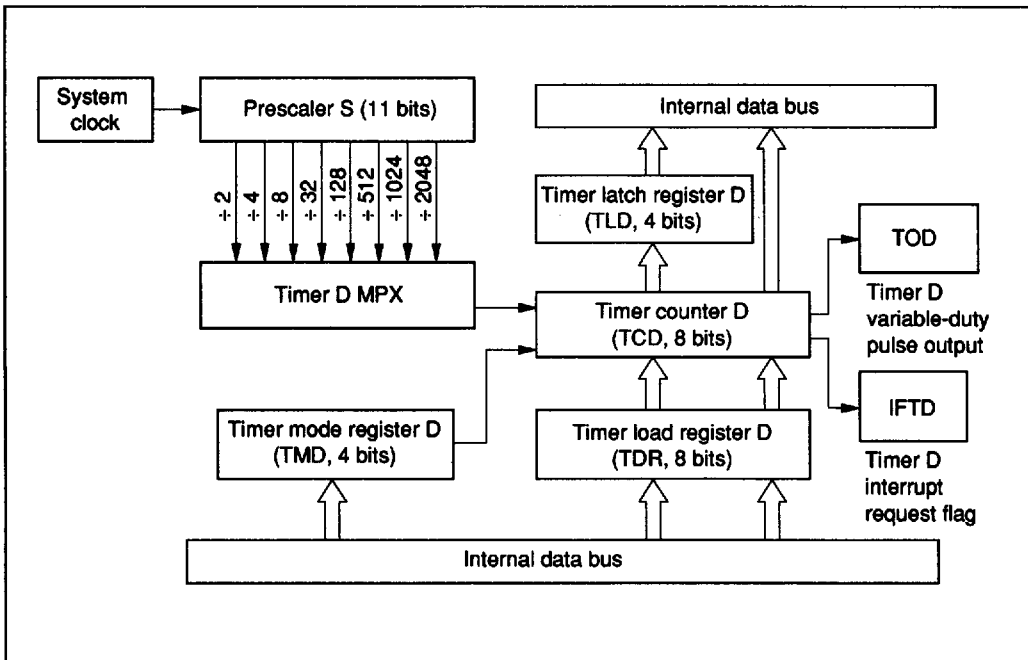 System
clock
Prescaler S (11 bits)
÷ 2
÷ 4
÷ 8
÷ 32
÷ 128
÷ 512
÷ 1024
÷ 2048
Timer D MPX
Internal data bus
Timer latch register D
(TLD, 4 bits)
Timer counter D
(TCD, 8 bits)
TOD
Timer D
variable-duty
pulse output
IFTD
Timer D
interrupt
request flag
Timer mode register D
(TMD, 4 bits)
Timer load register D
(TDR, 8 bits)
Internal data bus